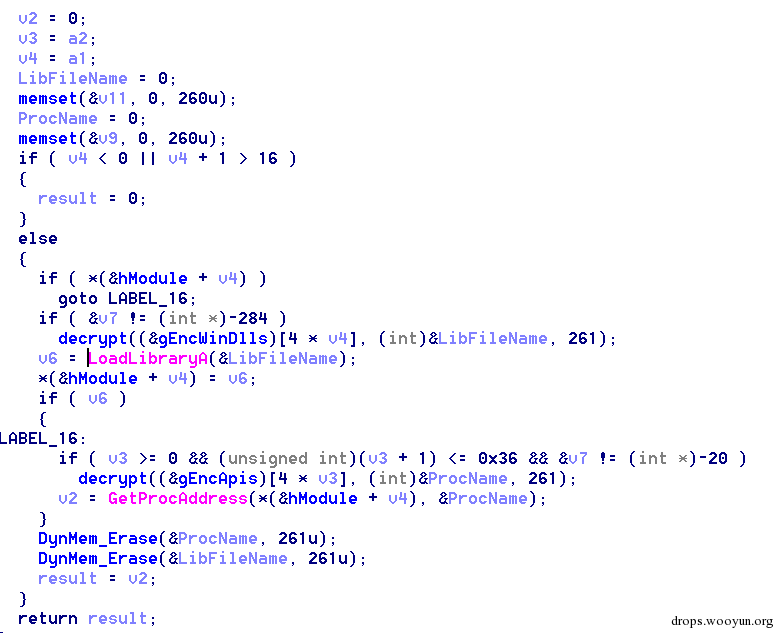 v2 = 0;
v3 = a2;
v4 = a1;
LibFileName = 0;
memset(&v11, 0, 260u);
ProcName = 0;
memset(&v9, 0, 260u);
if ( v4 < 0 || v4 + 1 > 16 )
{
result = 0;
}
else
{
if ( *(&hModule + v4) )
goto LABEL_16;
if ( &v7 != (int *)-284 )
decrypt((&gEncWinDlls)[4 * v4], (int)&LibFileName, 261);
v6 = LoadLibraryA(&LibFileName);
*(&hModule + v4) = v6;
if ( v6 )
{
LABEL_16:
if ( v3 >= 0 && (unsigned int)(v3 + 1) <= 0x36 && &v7 != (int *)-20 )
decrypt((&gEncApis)[4 * v3], (int)&ProcName, 261);
v2 = GetProcAddress(*(&hModule + v4), &ProcName);
}
DynMem_Erase(&ProcName, 261u);
DynMem_Erase(&LibFileName, 261u);
result = v2;
}
return result;
drops.wooyun.org